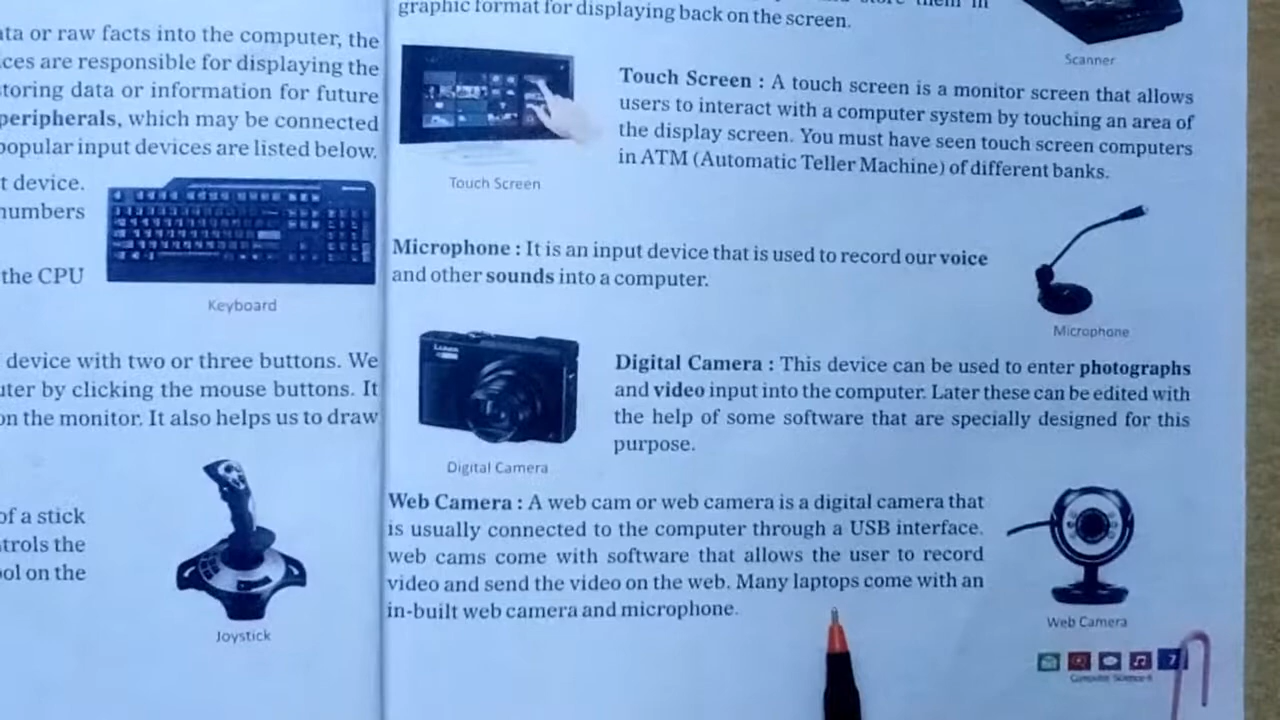 ata or raw facts into the computer, the
ces are responsible for displaying the
storing data or information for future
peripherals, which may be connected
popular input devices are listed below.
t device.
numbers
the CPU
Keyboard
device with two or three buttons. We
uter by clicking the mouse buttons. It
on the monitor. It also helps us to draw
of a stick
trols the
ool on the
Joystick
graphic format for displaying back on the screen.
Scanner
Touch Screen : A touch screen is a monitor screen that allows
users to interact with a computer system by touching an area of
the display screen. You must have seen touch screen computers
in ATM (Automatic Teller Machine) of different banks.
Touch Screen
Microphone : It is an input device that is used to record our voice
and other sounds into a computer.
Microphone
Digital Camera : This device can be used to enter photographs
and video input into the computer. Later these can be edited with
the help of some software that are specially designed for this
purpose.
Digital Camera
Web Camera : A web cam or web camera is a digital camera that
is usually connected to the computer through a USB interface.
web cams come with software that allows the user to record
video and send the video on the web. Many laptops come with an
in-built web camera and microphone.
Web Camera
7
Computer Science